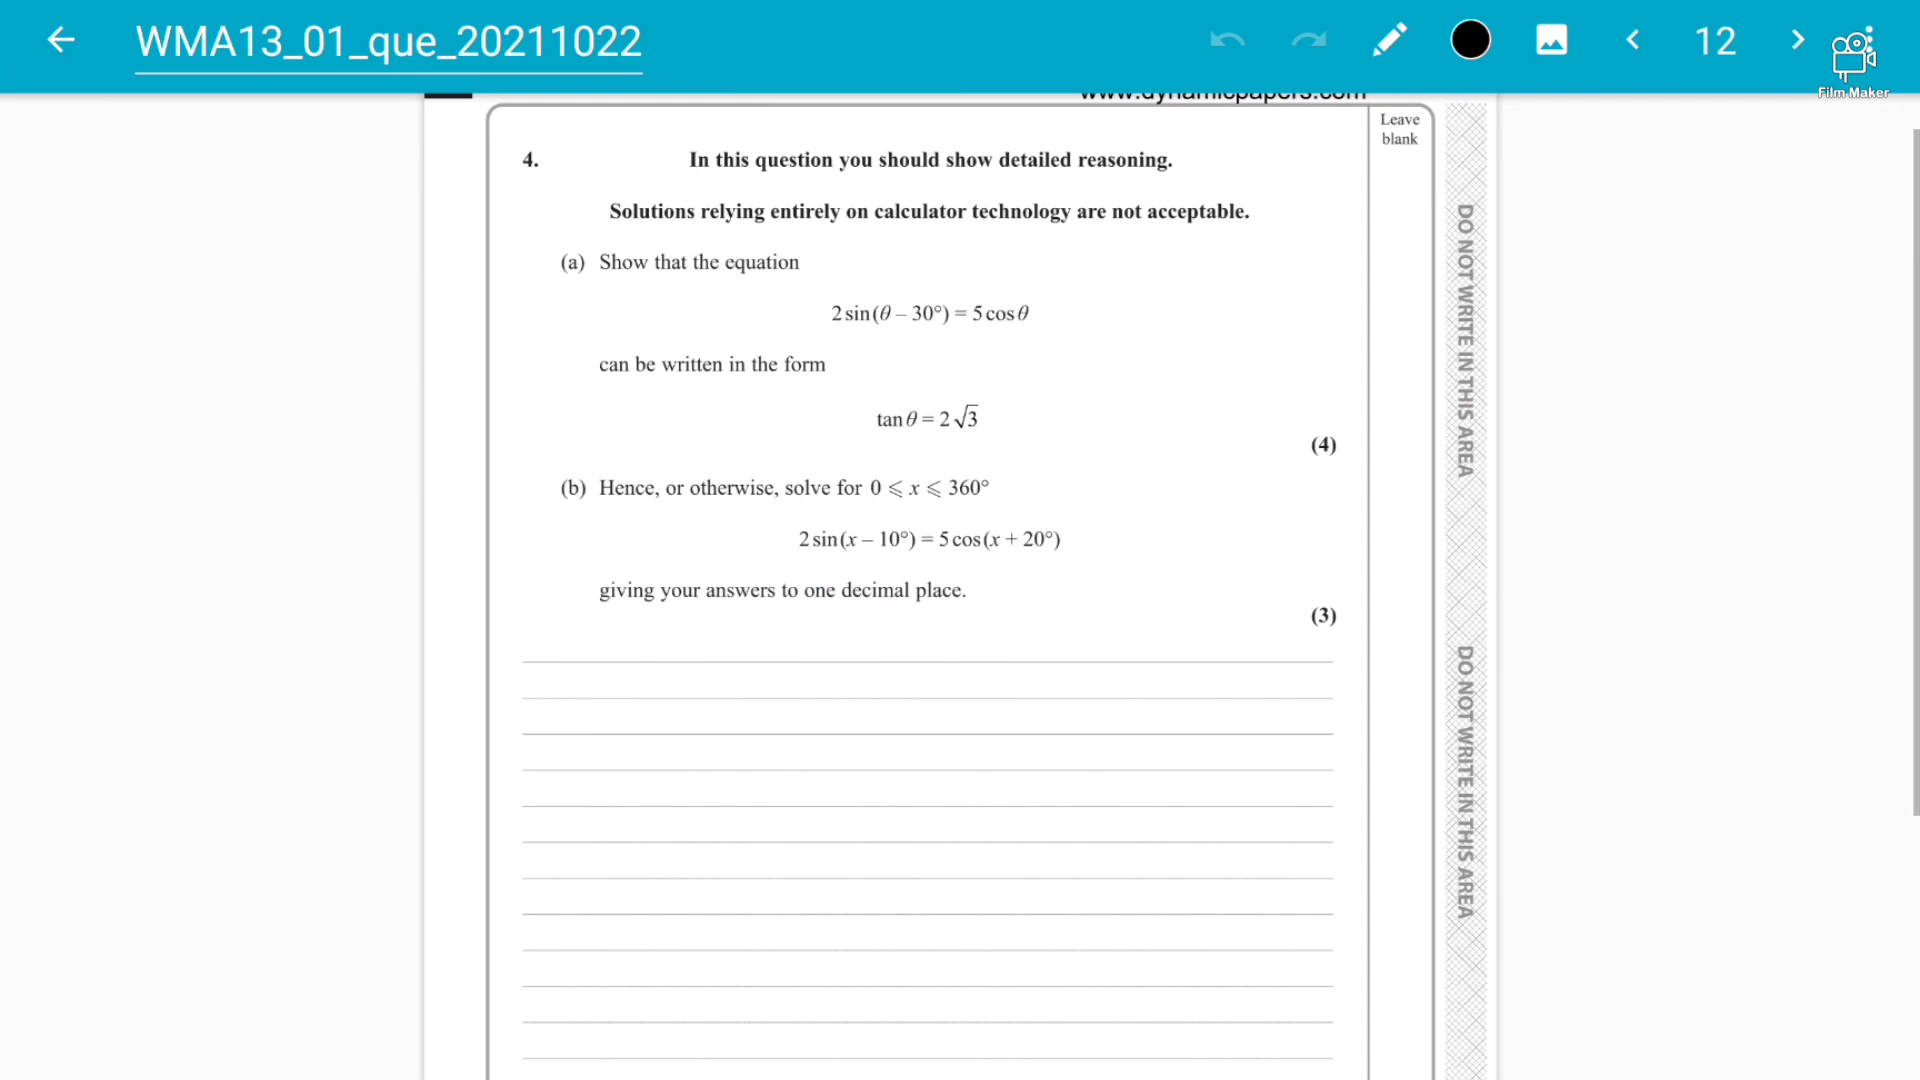 WMA13_01_que_20211022
12
Film Maker
www.dynamicpapers.com
Leave
blank
4. In this question you should show detailed reasoning.
Solutions relying entirely on calculator technology are not acceptable.
(a) Show that the equation
2 sin(θ – 30°) = 5 cos θ
can be written in the form
tan θ = 2√3
(4)
(b) Hence, or otherwise, solve for 0 ⩽ x ⩽ 360°
2 sin(x – 10°) = 5 cos(x + 20°)
giving your answers to one decimal place.
(3)
DO NOT WRITE IN THIS AREA
DO NOT WRITE IN THIS AREA